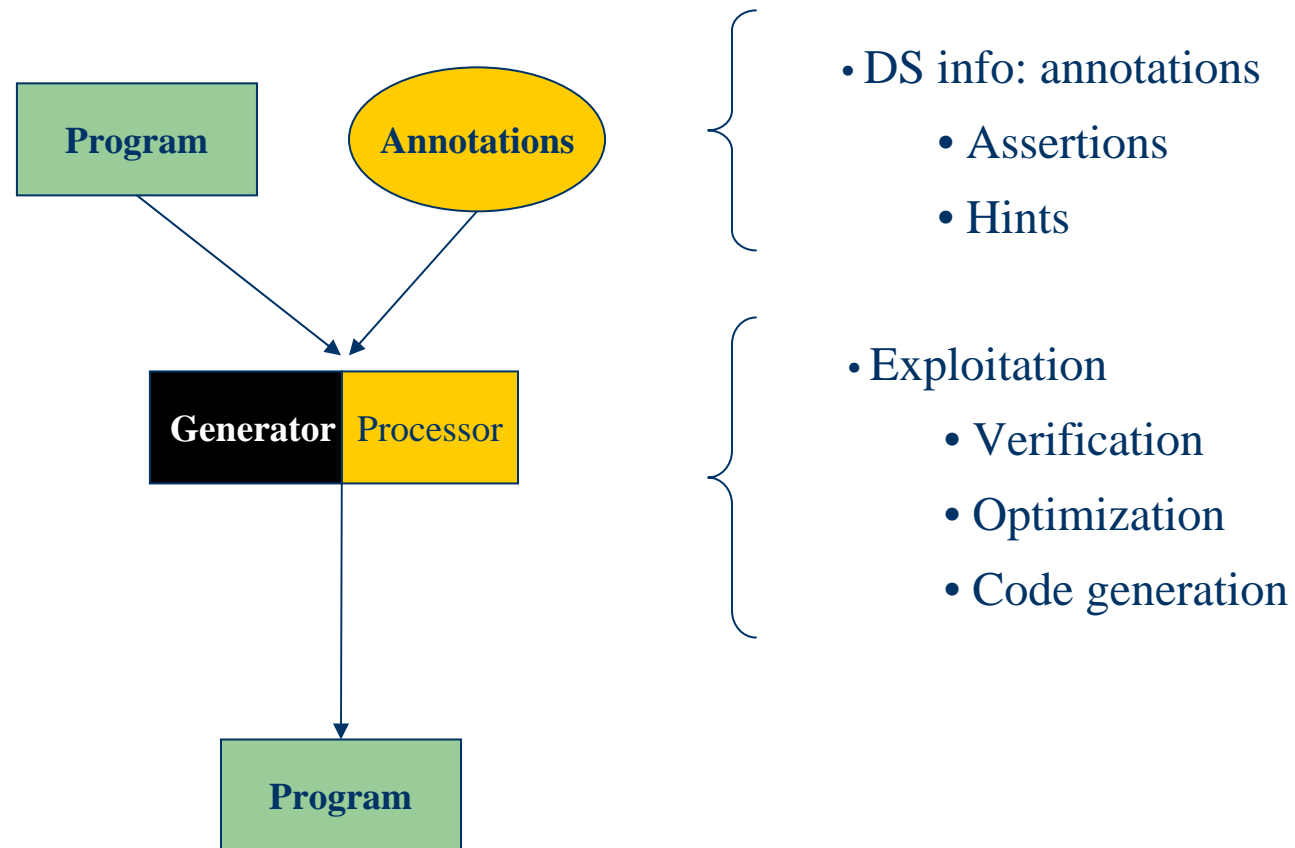 Program
Annotations
• DS info: annotations
• Assertions
• Hints
Generator Processor
• Exploitation
• Verification
• Optimization
• Code generation
Program